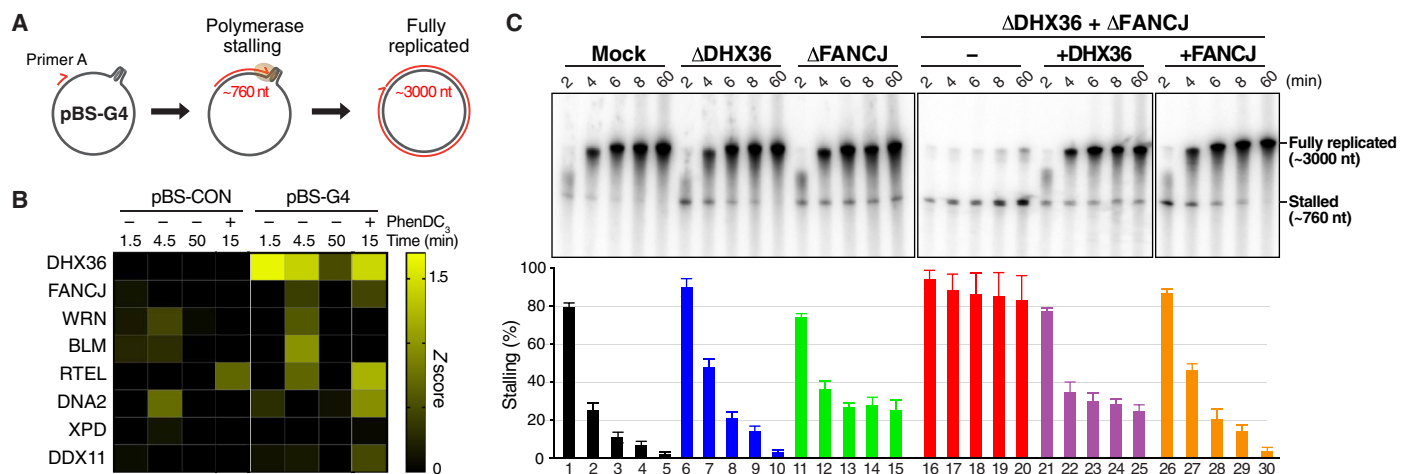 A
Primer A
pBS-G4
Polymerase
stalling
~760 nt
Fully
replicated
~3000 nt
B
pBS-CON pBS-G4
– – – + – – – + PhenDC3
1.5 4.5 50 15 1.5 4.5 50 15 Time (min)
DHX36
FANCJ
WRN
BLM
RTEL
DNA2
XPD
DDX11
1.5
0
Z score
C
ΔDHX36 + ΔFANCJ
Mock ΔDHX36 ΔFANCJ – +DHX36 +FANCJ
2 4 6 8 60 2 4 6 8 60 2 4 6 8 60 2 4 6 8 60 2 4 6 8 60 2 4 6 8 60 (min)
Fully replicated
(~3000 nt)
Stalled
(~760 nt)
Stalling (%)
100
80
60
40
20
0
1 2 3 4 5 6 7 8 9 10 11 12 13 14 15 16 17 18 19 20 21 22 23 24 25 26 27 28 29 30